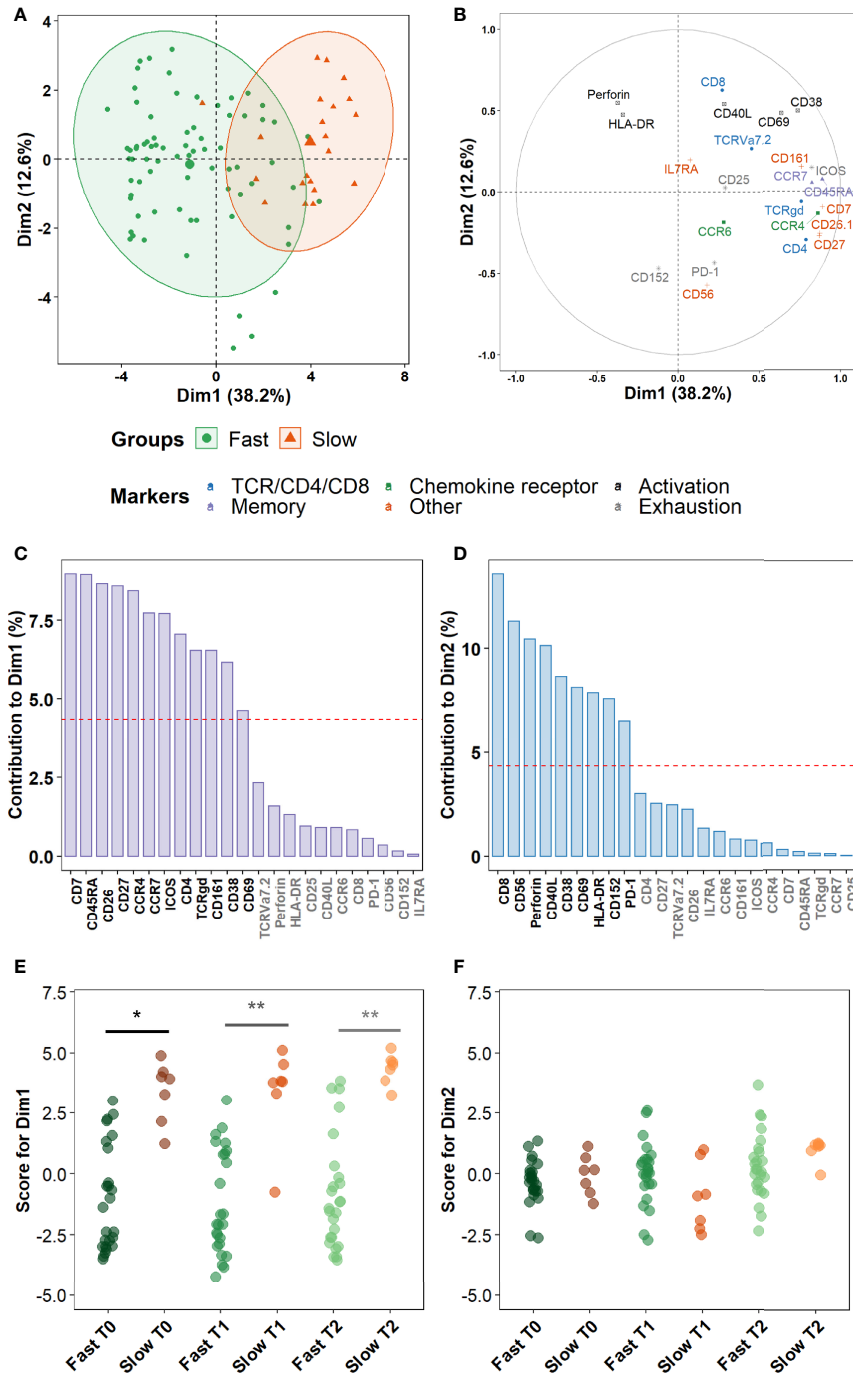 A
4
2
0
-2
-4
Dim2 (12.6%)
-4
0
4
8
Dim1 (38.2%)
B
1.0
0.5
0.0
-0.5
-1.0
Dim2 (12.6%)
CD8
Perforin
CD40L
CD38
HLA-DR
CD69
TCRVa7.2
IL7RA
CD161
CCR7
ICOS
CD25
CD45RA
TCRgd
CD7
CCR6
CCR4
CD26.1
CD4
CD27
CD152
PD-1
CD56
-1.0
-0.5
0.0
0.5
1.0
Dim1 (38.2%)
Groups Fast Slow
Markers a TCR/CD4/CD8 a Chemokine receptor a Activation
a Memory a Other a Exhaustion
C
7.5
5.0
2.5
0.0
Contribution to Dim1 (%)
CD7
CD45RA
CD26
CD27
CCR4
CCR7
ICOS
CD4
TCRgd
CD161
CD38
CD69
TCRVa7.2
Perforin
HLA-DR
CD25
CD40L
CCR6
CD8
PD-1
CD56
CD152
IL7RA
D
10
5
0
Contribution to Dim2 (%)
CD8
CD56
Perforin
CD40L
CD38
CD69
HLA-DR
CD152
PD-1
CD4
CD27
TCRVa7.2
CD26
IL7RA
CCR6
CD161
ICOS
CCR4
CD7
CD45RA
TCRgd
CCR7
CD25
E
7.5
5.0
2.5
0.0
-2.5
-5.0
Score for Dim1
*
**
**
Fast T0
Slow T0
Fast T1
Slow T1
Fast T2
Slow T2
F
7.5
5.0
2.5
0.0
-2.5
-5.0
Score for Dim2
Fast T0
Slow T0
Fast T1
Slow T1
Fast T2
Slow T2